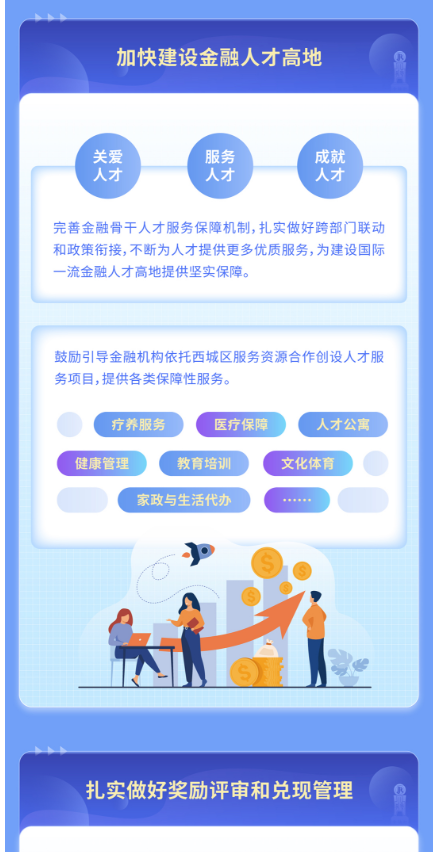 加快建设金融人才高地
关爱 服务 成就
人才 人才 人才
完善金融骨干人才服务保障机制,扎实做好跨部门联动
和政策衔接,不断为人才提供更多优质服务,为建设国际
一流金融人才高地提供坚实保障。
鼓励引导金融机构依托西城区服务资源合作创设人才服
务项目,提供各类保障性服务。
疗养服务 医疗保障 人才公寓
健康管理 教育培训 文化体育
家政与生活代办 ······
扎实做好奖励评审和兑现管理